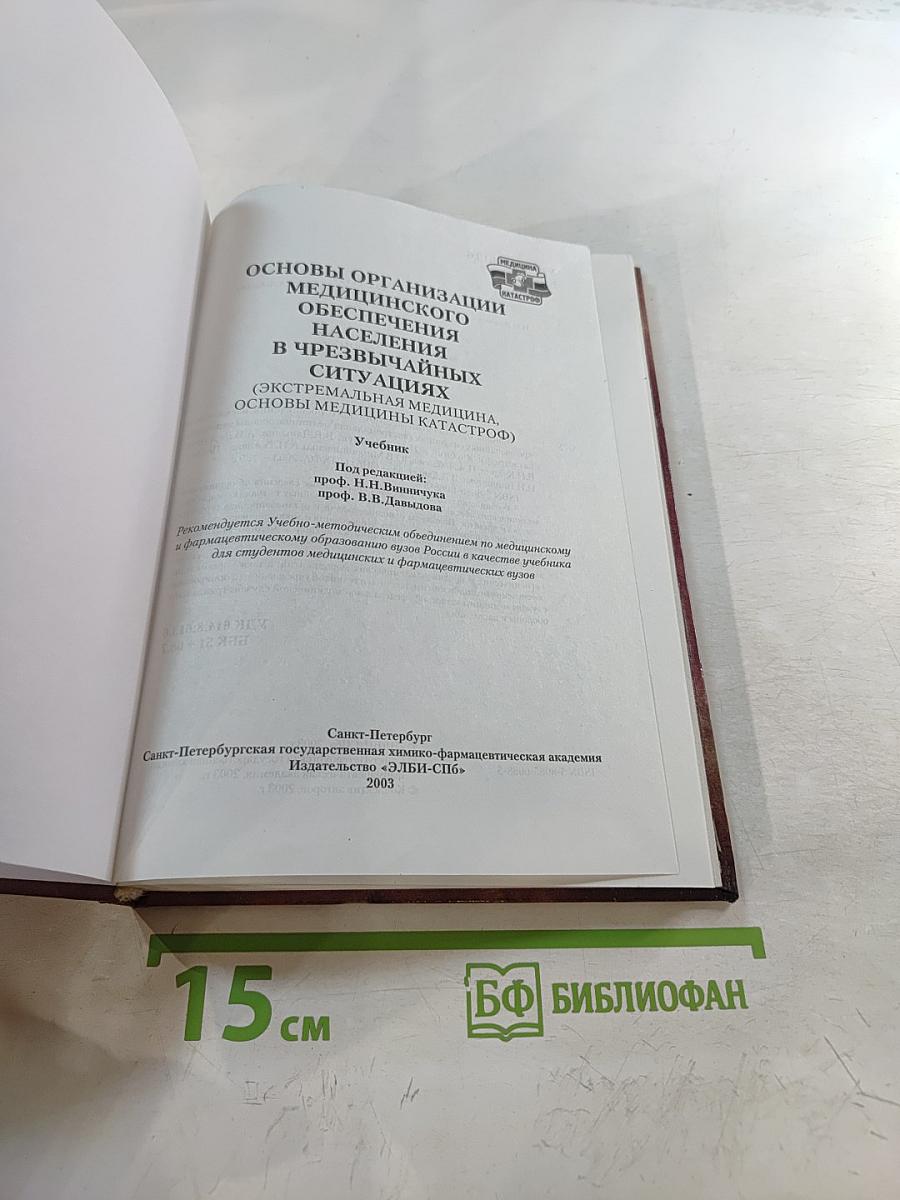 МЕДИЦИНА
КАТАСТРОФ
ОСНОВЫ ОРГАНИЗАЦИИ
МЕДИЦИНСКОГО
ОБЕСПЕЧЕНИЯ
НАСЕЛЕНИЯ
В ЧРЕЗВЫЧАЙНЫХ
СИТУАЦИЯХ
(ЭКСТРЕМАЛЬНАЯ МЕДИЦИНА,
ОСНОВЫ МЕДИЦИНЫ КАТАСТРОФ)
Учебник
Под редакцией:
проф. Н.Н.Винничука
проф. В.В.Давыдова
Рекомендуется Учебно-методическим объединением по медицинскому
и фармацевтическому образованию вузов России в качестве учебника
для студентов медицинских и фармацевтических вузов
Санкт-Петербург
Санкт-Петербургская государственная химико-фармацевтическая академия
Издательство «ЭЛБИ-СПб»
2003
15 см
БФ БИБЛИОФАН